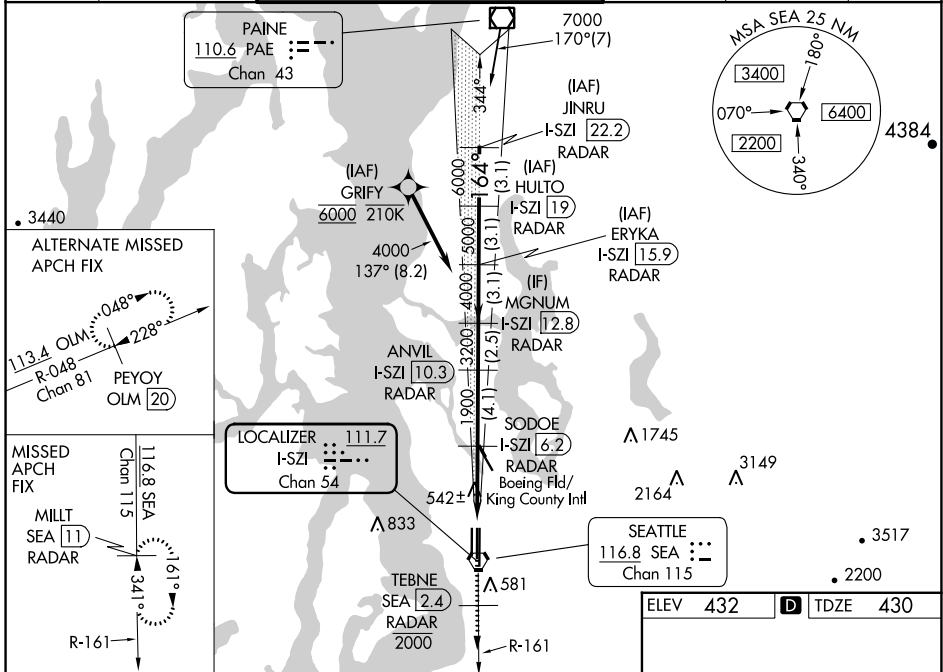 PAINE
110.6 PAE
Chan 43
7000
170°(7)
344°
MSA SEA 25 NM
180°
3400
070°
6400
2200
340°
4384
(IAF)
JINRU
I-SZI 22.2
RADAR
6000
164°
(3.1)
(IAF)
HULTO
I-SZI 19
RADAR
(IAF)
GRIFY
6000 210K
4000
137° (8.2)
5000
(3.1)
(IAF)
ERYKA
I-SZI 15.9
RADAR
4000
(3.1)
(IF)
MGNUM
I-SZI 12.8
RADAR
3200
(2.5)
ANVIL
I-SZI 10.3
RADAR
1900
(4.1)
SODOE
I-SZI 6.2
RADAR
Boeing Fld/
King County Intl
3440
ALTERNATE MISSED
APCH FIX
048°
228°
113.4 OLM
R-048
Chan 81
PEYOY
OLM 20
LOCALIZER 111.7
I-SZI
Chan 54
542±
1745
3149
2164
833
MISSED
APCH
FIX
116.8 SEA
Chan 115
MILLT
SEA 11
RADAR
161°
341°
R-161
SEATTLE
116.8 SEA
Chan 115
3517
2200
TEBNE
SEA 2.4
RADAR
2000
581
R-161
ELEV 432 D TDZE 430